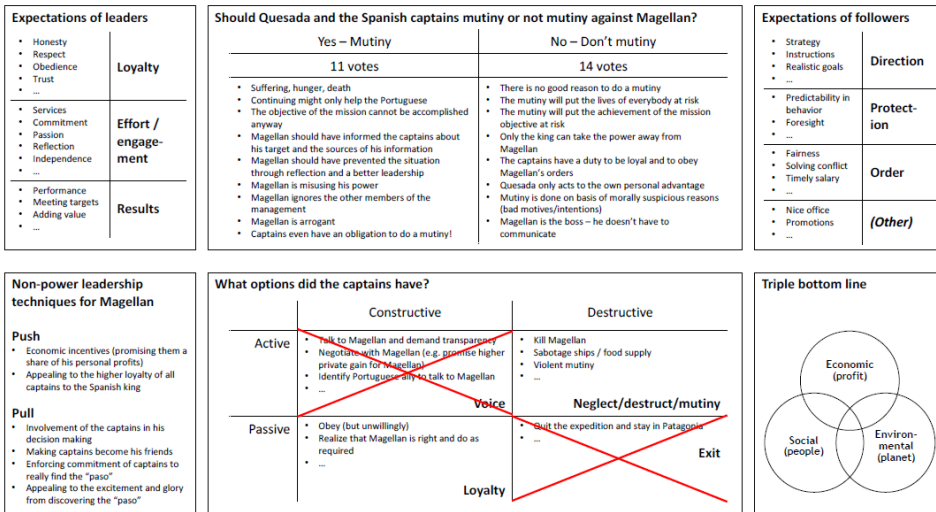 Expectations of leaders
• Honesty
• Respect
• Obedience
• Trust
• ...
Loyalty
• Services
• Commitment
• Passion
• Reflection
• Independence
• ...
Effort /
engage-
ment
• Performance
• Meeting targets
• Adding value
• ...
Results
Should Quesada and the Spanish captains mutiny or not mutiny against Magellan?
Yes – Mutiny
11 votes
• Suffering, hunger, death
• Continuing might only help the Portuguese
• The objective of the mission cannot be accomplished
anyway
• Magellan should have informed the captains about
his target and the sources of his information
• Magellan should have prevented the situation
through reflection and a better leadership
• Magellan is misusing his power
• Magellan ignores the other members of the
management
• Magellan is arrogant
• Captains even have an obligation to do a mutiny!
No – Don't mutiny
14 votes
• There is no good reason to do a mutiny
• The mutiny will put the lives of everybody at risk
• The mutiny will put the achievement of the mission
objective at risk
• Only the king can take the power away from
Magellan
• The captains have a duty to be loyal and to obey
Magellan's orders
• Quesada only acts to the own personal advantage
• Mutiny is done on basis of morally suspicious reasons
(bad motives/intentions)
• Magellan is the boss – he doesn't have to
communicate
Expectations of followers
• Strategy
• Instructions
• Realistic goals
• ...
Direction
• Predictability in
behavior
• Foresight
• ...
Protect-
ion
• Fairness
• Solving conflict
• Timely salary
• ...
Order
• Nice office
• Promotions
• ...
(Other)
Non-power leadership
techniques for Magellan
Push
• Economic incentives (promising them a
share of his personal profits)
• Appealing to the higher loyalty of all
captains to the Spanish king
Pull
• Involvement of the captains in his
decision making
• Making captains become his friends
• Enforcing commitment of captains to
really find the "paso"
• Appealing to the excitement and glory
from discovering the "paso"
What options did the captains have?
Constructive
Destructive
Active
• Talk to Magellan and demand transparency
• Negotiate with Magellan (e.g. promise higher
private gain for Magellan)
• Identify Portuguese ally to talk to Magellan
• ...
Voice
• Kill Magellan
• Sabotage ships / food supply
• Violent mutiny
• ...
Neglect/destruct/mutiny
Passive
• Obey (but unwillingly)
• Realize that Magellan is right and do as
required
• ...
Loyalty
• Quit the expedition and stay in Patagonia
• ...
Exit
Triple bottom line
Economic
(profit)
Social
(people)
Environ-
mental
(planet)